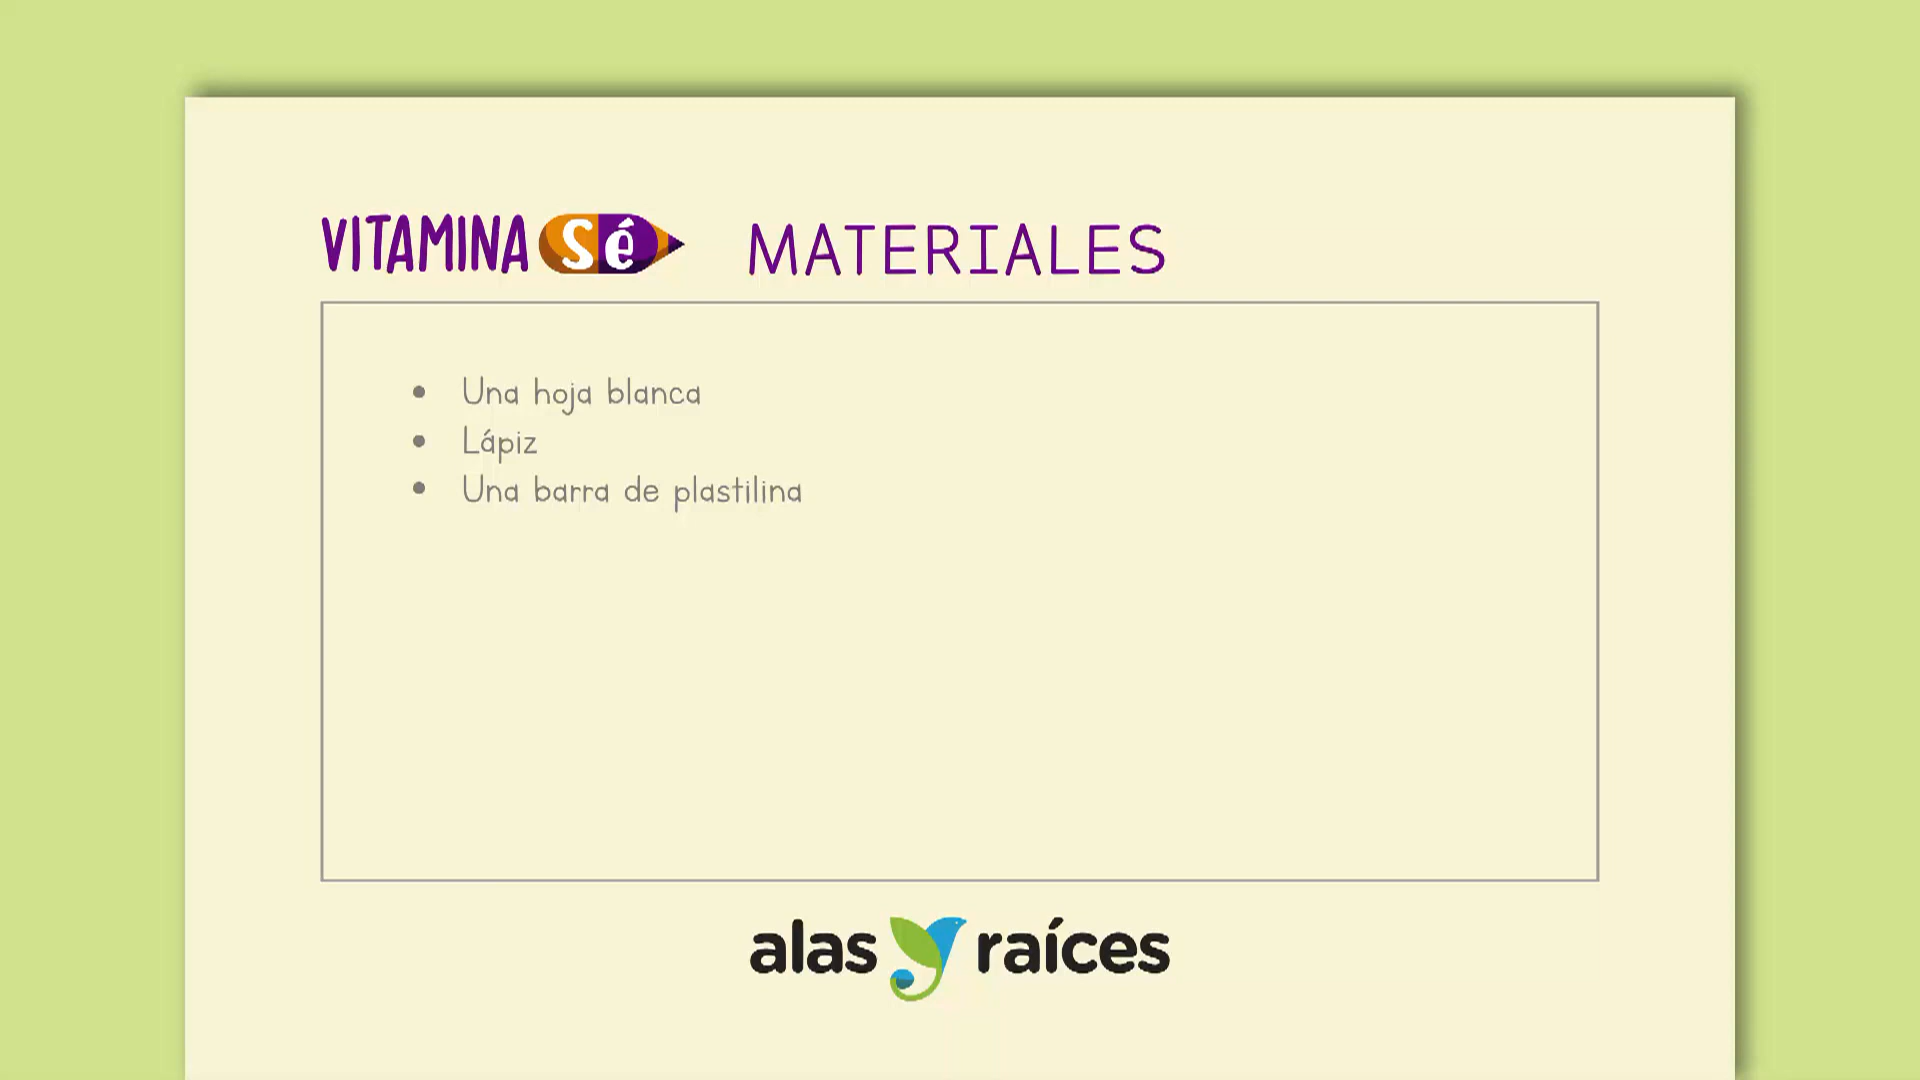 VITAMINA Sé MATERIALES
• Una hoja blanca
• Lápiz
• Una barra de plastilina
alas y raíces